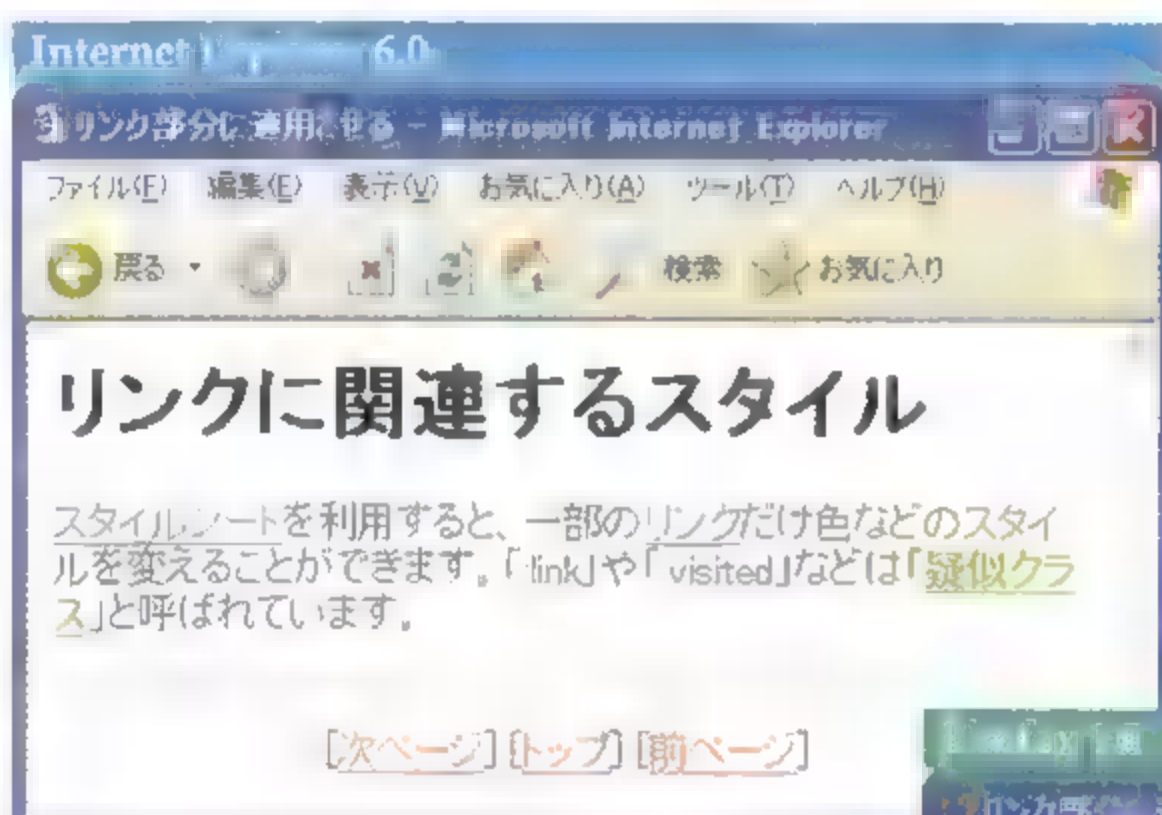 Internet 6.0
リンク部分に適用させる - Microsoft Internet Explorer
ファイル(F) 編集(E) 表示(V) お気に入り(A) ツール(T) ヘルプ(H)
戻る 検索 お気に入り
リンクに関連するスタイル
スタイルシートを利用すると、一部のリンクだけ色などのスタイ
ルを変えることができます。「:link」や「:visited」などは「疑似クラ
ス」と呼ばれています。
[次ページ] [トップ] [前ページ]